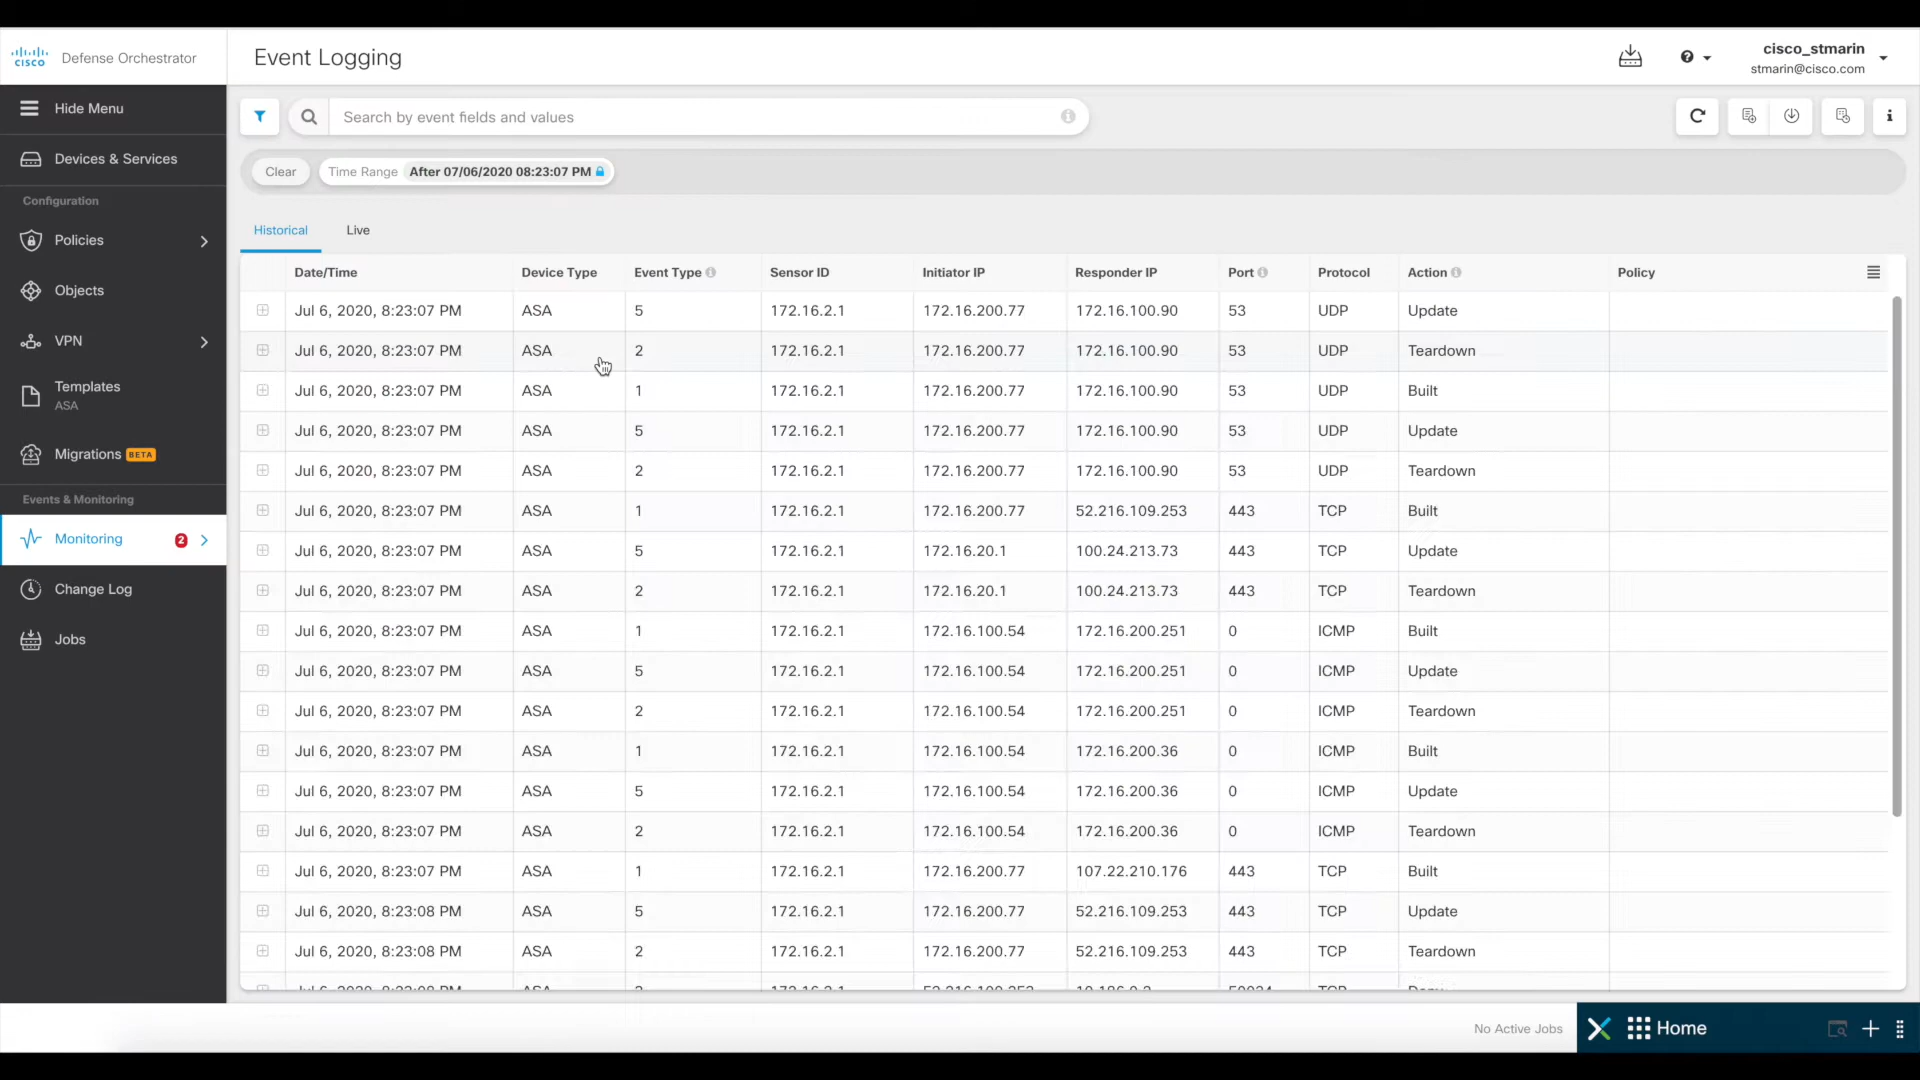 cisco Defense Orchestrator
Event Logging
cisco_stmarin
stmarin@cisco.com
Hide Menu
Devices & Services
Configuration
Policies
Objects
VPN
Templates
ASA
Migrations BETA
Events & Monitoring
Monitoring 2
Change Log
Jobs
Search by event fields and values
Clear Time Range After 07/06/2020 08:23:07 PM
Historical Live
Date/Time Device Type Event Type Sensor ID Initiator IP Responder IP Port Protocol Action Policy
Jul 6, 2020, 8:23:07 PM ASA 5 172.16.2.1 172.16.200.77 172.16.100.90 53 UDP Update
Jul 6, 2020, 8:23:07 PM ASA 2 172.16.2.1 172.16.200.77 172.16.100.90 53 UDP Teardown
Jul 6, 2020, 8:23:07 PM ASA 1 172.16.2.1 172.16.200.77 172.16.100.90 53 UDP Built
Jul 6, 2020, 8:23:07 PM ASA 5 172.16.2.1 172.16.200.77 172.16.100.90 53 UDP Update
Jul 6, 2020, 8:23:07 PM ASA 2 172.16.2.1 172.16.200.77 172.16.100.90 53 UDP Teardown
Jul 6, 2020, 8:23:07 PM ASA 1 172.16.2.1 172.16.200.77 52.216.109.253 443 TCP Built
Jul 6, 2020, 8:23:07 PM ASA 5 172.16.2.1 172.16.20.1 100.24.213.73 443 TCP Update
Jul 6, 2020, 8:23:07 PM ASA 2 172.16.2.1 172.16.20.1 100.24.213.73 443 TCP Teardown
Jul 6, 2020, 8:23:07 PM ASA 1 172.16.2.1 172.16.100.54 172.16.200.251 0 ICMP Built
Jul 6, 2020, 8:23:07 PM ASA 5 172.16.2.1 172.16.100.54 172.16.200.251 0 ICMP Update
Jul 6, 2020, 8:23:07 PM ASA 2 172.16.2.1 172.16.100.54 172.16.200.251 0 ICMP Teardown
Jul 6, 2020, 8:23:07 PM ASA 1 172.16.2.1 172.16.100.54 172.16.200.36 0 ICMP Built
Jul 6, 2020, 8:23:07 PM ASA 5 172.16.2.1 172.16.100.54 172.16.200.36 0 ICMP Update
Jul 6, 2020, 8:23:07 PM ASA 2 172.16.2.1 172.16.100.54 172.16.200.36 0 ICMP Teardown
Jul 6, 2020, 8:23:07 PM ASA 1 172.16.2.1 172.16.200.77 107.22.210.176 443 TCP Built
Jul 6, 2020, 8:23:08 PM ASA 5 172.16.2.1 172.16.200.77 52.216.109.253 443 TCP Update
Jul 6, 2020, 8:23:08 PM ASA 2 172.16.2.1 172.16.200.77 52.216.109.253 443 TCP Teardown
No Active Jobs
Home